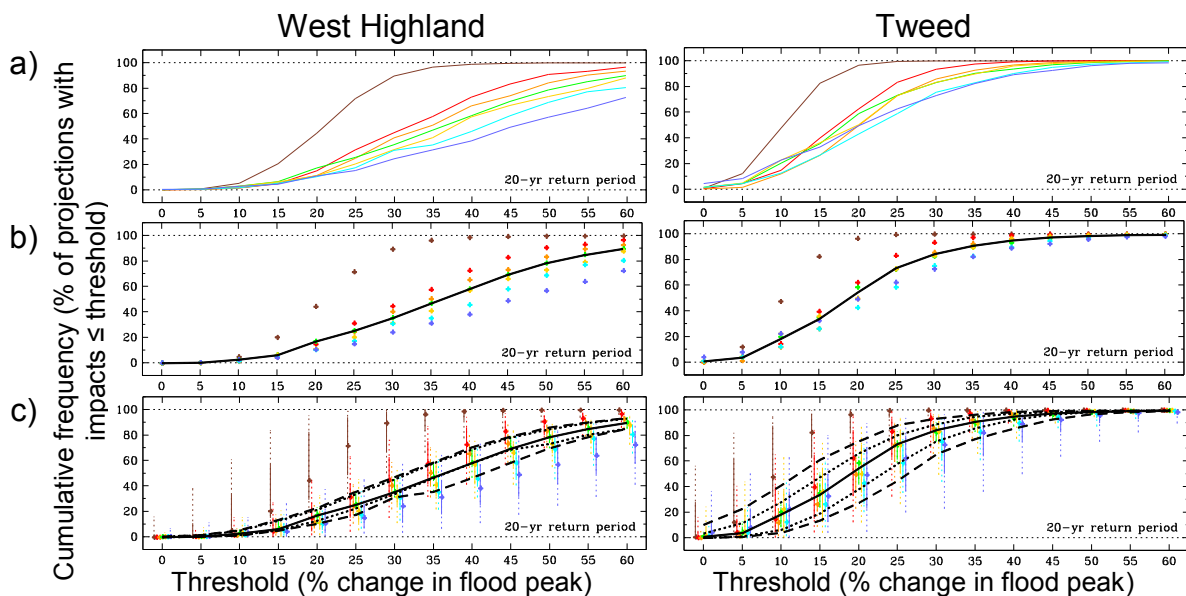 West Highland Tweed
Cumulative frequency (% of projections with
impacts ≤ threshold)
a)
100
80
60
40
20
0
20-yr return period
0 5 10 15 20 25 30 35 40 45 50 55 60
100
80
60
40
20
0
20-yr return period
0 5 10 15 20 25 30 35 40 45 50 55 60
b)
100
80
60
40
20
0
20-yr return period
0 5 10 15 20 25 30 35 40 45 50 55 60
100
80
60
40
20
0
20-yr return period
0 5 10 15 20 25 30 35 40 45 50 55 60
c)
100
80
60
40
20
0
20-yr return period
0 5 10 15 20 25 30 35 40 45 50 55 60
100
80
60
40
20
0
20-yr return period
0 5 10 15 20 25 30 35 40 45 50 55 60
Threshold (% change in flood peak) Threshold (% change in flood peak)